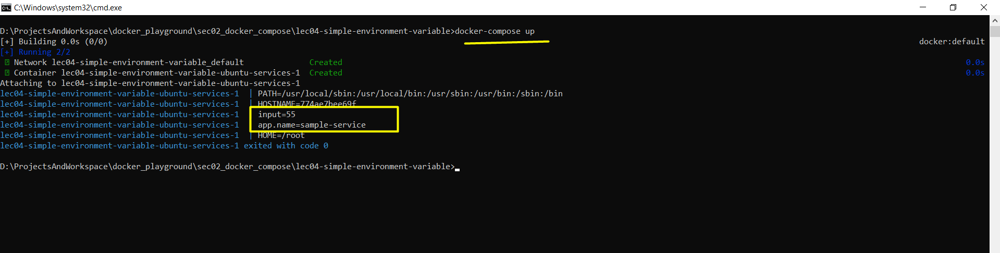 C:\Windows\system32\cmd.exe
D:\ProjectsAndWorkspace\docker_playground\sec02_docker_compose\lec04-simple-environment-variable>docker-compose up
[+] Building 0.0s (0/0) docker:default
[+] Running 2/2
Network lec04-simple-environment-variable_default Created 0.0s
Container lec04-simple-environment-variable-ubuntu-services-1 Created 0.0s
Attaching to lec04-simple-environment-variable-ubuntu-services-1
lec04-simple-environment-variable-ubuntu-services-1 | PATH=/usr/local/sbin:/usr/local/bin:/usr/sbin:/usr/bin:/sbin:/bin
lec04-simple-environment-variable-ubuntu-services-1 | HOSTNAME=774ae7bee69f
lec04-simple-environment-variable-ubuntu-services-1 input=55
lec04-simple-environment-variable-ubuntu-services-1 app.name=sample-service
lec04-simple-environment-variable-ubuntu-services-1 | HOME=/root
lec04-simple-environment-variable-ubuntu-services-1 exited with code 0
D:\ProjectsAndWorkspace\docker_playground\sec02_docker_compose\lec04-simple-environment-variable>